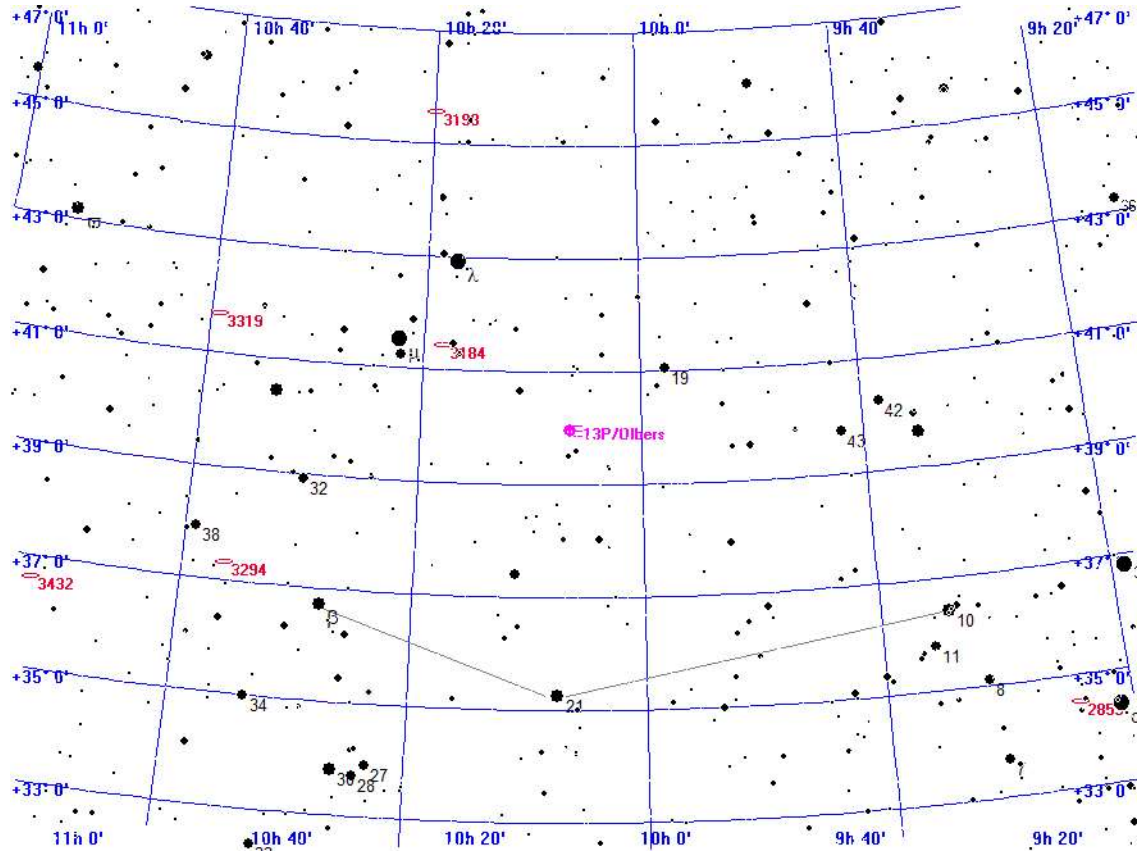 +47° 0' 11h 0' 10h 40' 10h 20' 10h 0' 9h 40' 9h 20' +47° 0'
+45° 0' 3193 +45° 0'
+43° 0' ϖ +43° 0'
λ
3319
+41° 0' μ 3184 +41° 0'
19
42
13P/Olbers 43
+39° 0' +39° 0'
32
38
+37° 0' 3294 +37° 0'
3432
β 10
11
+35° 0' 34 21 8 +35° 0'
27 7
28
+33° 0' +33° 0'
11h 0' 10h 40' 10h 20' 10h 0' 9h 40' 9h 20'